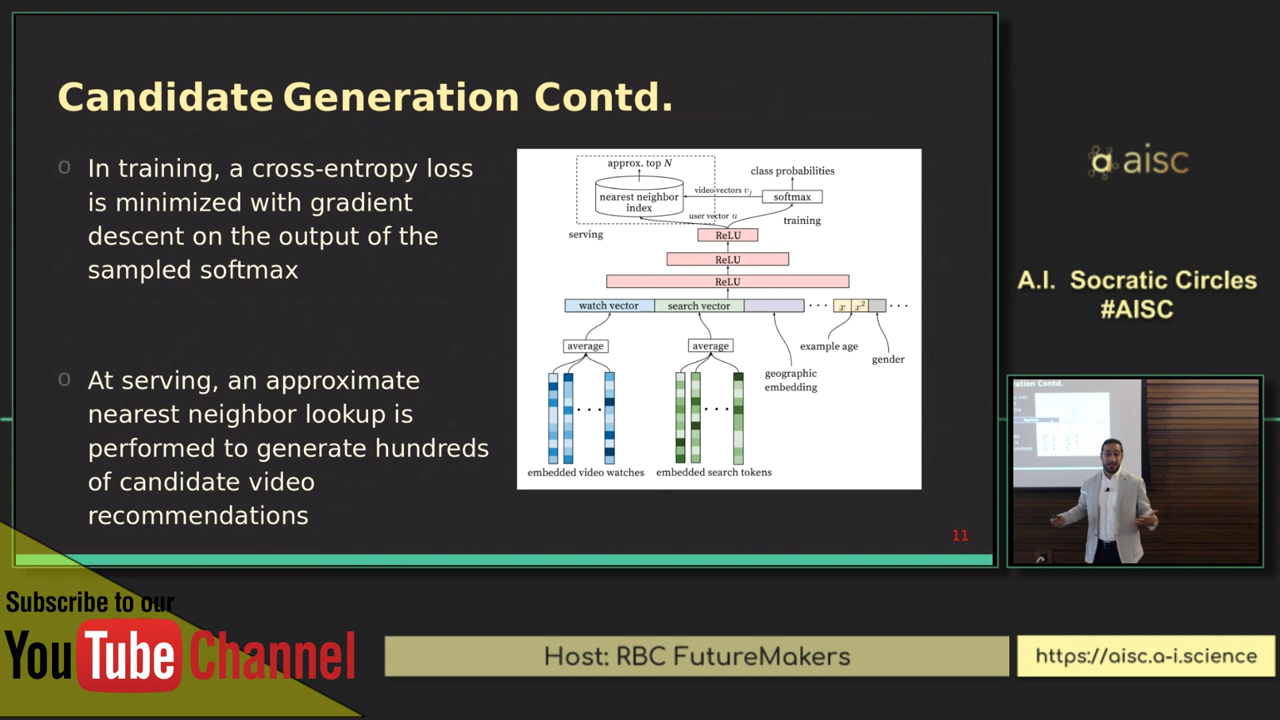 Candidate Generation Contd.
o In training, a cross-entropy loss
is minimized with gradient
descent on the output of the
sampled softmax
o At serving, an approximate
nearest neighbor lookup is
performed to generate hundreds
of candidate video
recommendations
approx. top N
class probabilities
nearest neighbor
index
video vectors vj
softmax
user vector u
serving
training
ReLU
ReLU
ReLU
watch vector
search vector
...
x
x²
...
average
average
example age
gender
geographic
embedding
...
...
embedded video watches
embedded search tokens
11
aisc
A.I. Socratic Circles
#AISC
ration Contd.
Subscribe to our
YouTube Channel
Host: RBC FutureMakers
https://aisc.a-i.science